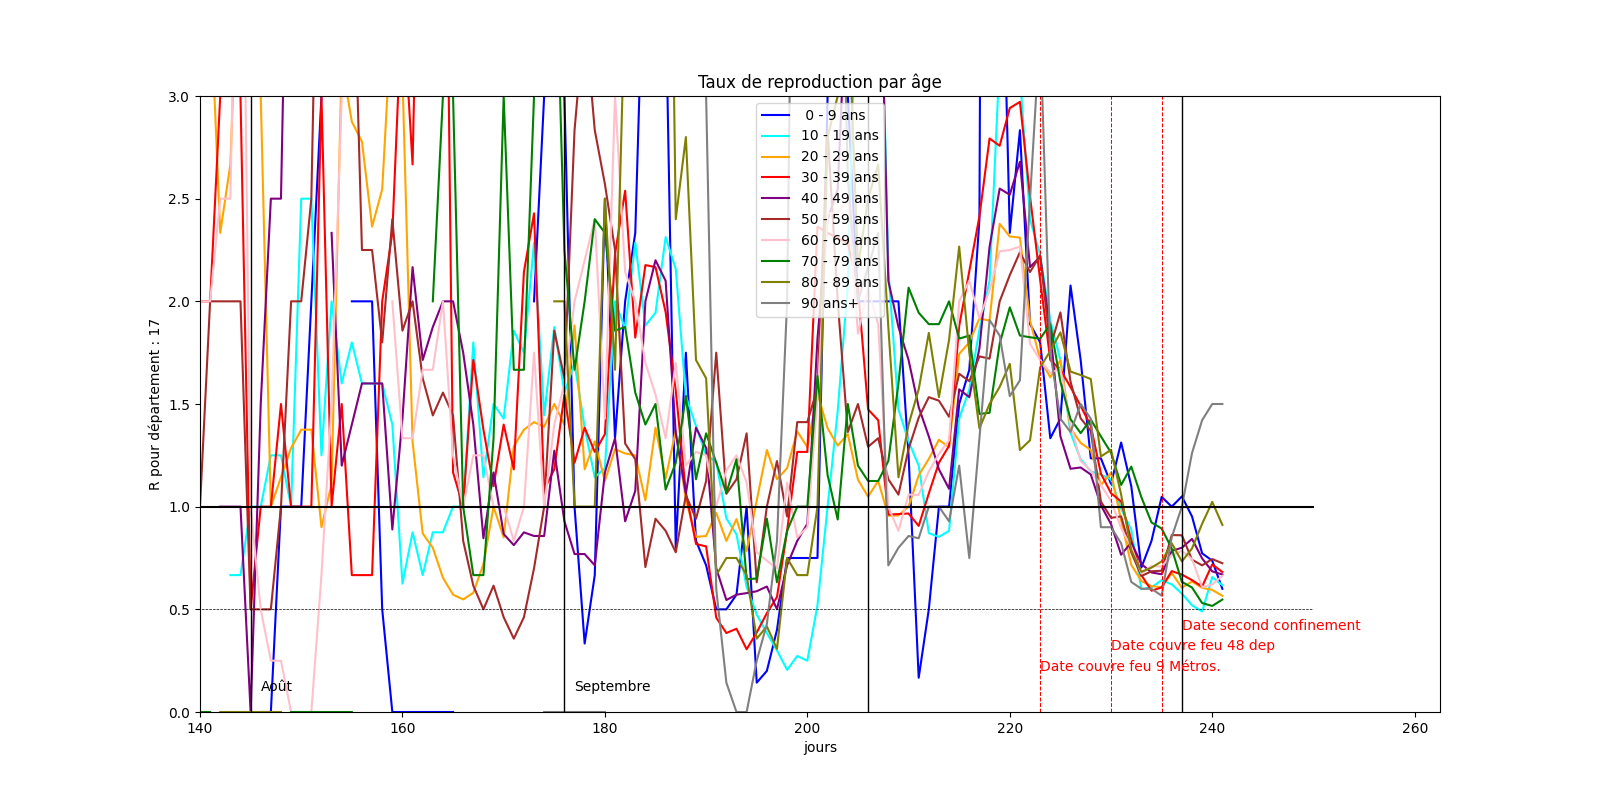 Taux de reproduction par âge
R pour département : 17
3.0
2.5
2.0
1.5
1.0
0.5
0.0
0 - 9 ans
10 - 19 ans
20 - 29 ans
30 - 39 ans
40 - 49 ans
50 - 59 ans
60 - 69 ans
70 - 79 ans
80 - 89 ans
90 ans+
Date second confinement
Date couvre feu 48 dep
Date couvre feu 9 Métros.
Août
Septembre
140
160
180
200
220
240
260
jours